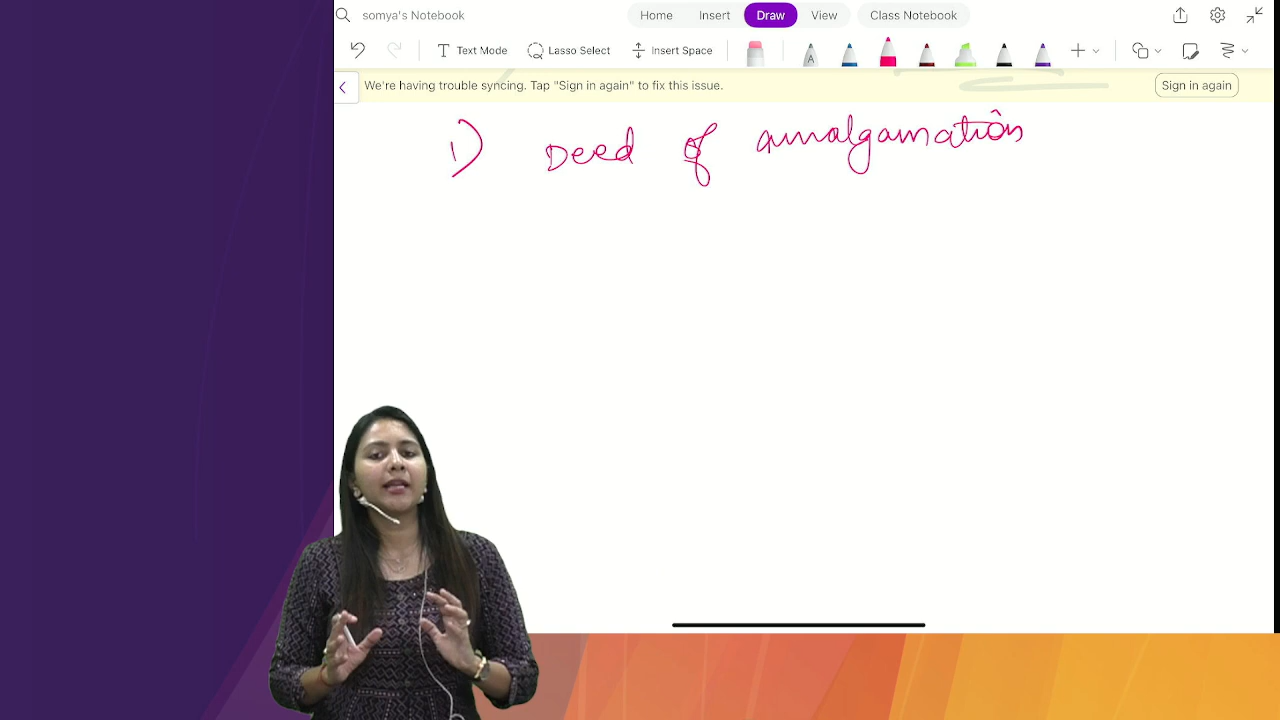 somya's Notebook
Home Insert Draw View Class Notebook
Text Mode Lasso Select Insert Space
We're having trouble syncing. Tap "Sign in again" to fix this issue. Sign in again
1) Deed of amalgamation